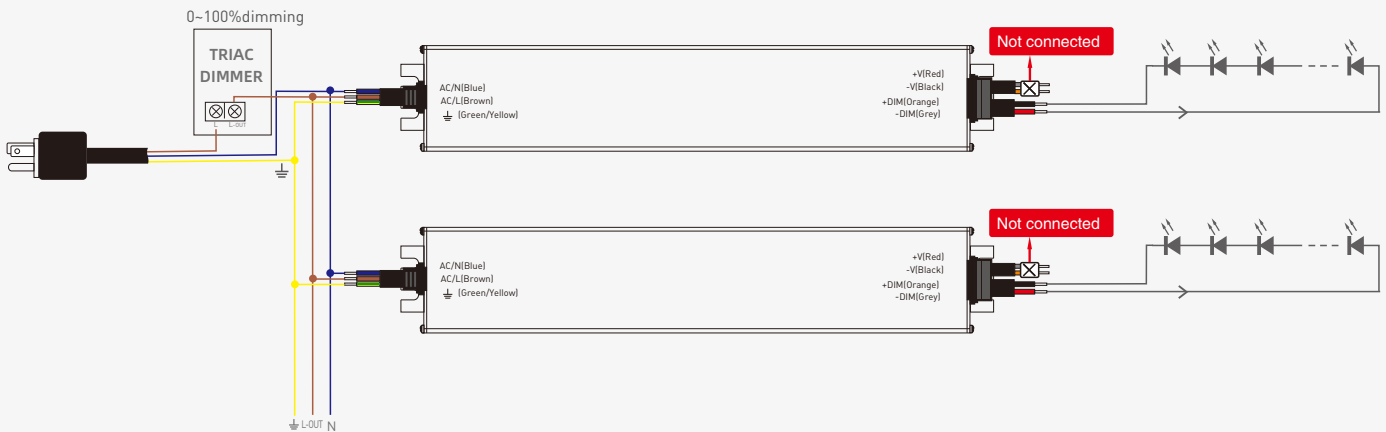 0~100%dimming
TRIAC
DIMMER
L
L-OUT
AC/N(Blue)
AC/L(Brown)
(Green/Yellow)
+V(Red)
-V(Black)
+DIM(Orange)
-DIM(Grey)
Not connected
AC/N(Blue)
AC/L(Brown)
(Green/Yellow)
+V(Red)
-V(Black)
+DIM(Orange)
-DIM(Grey)
Not connected
L-OUT
N